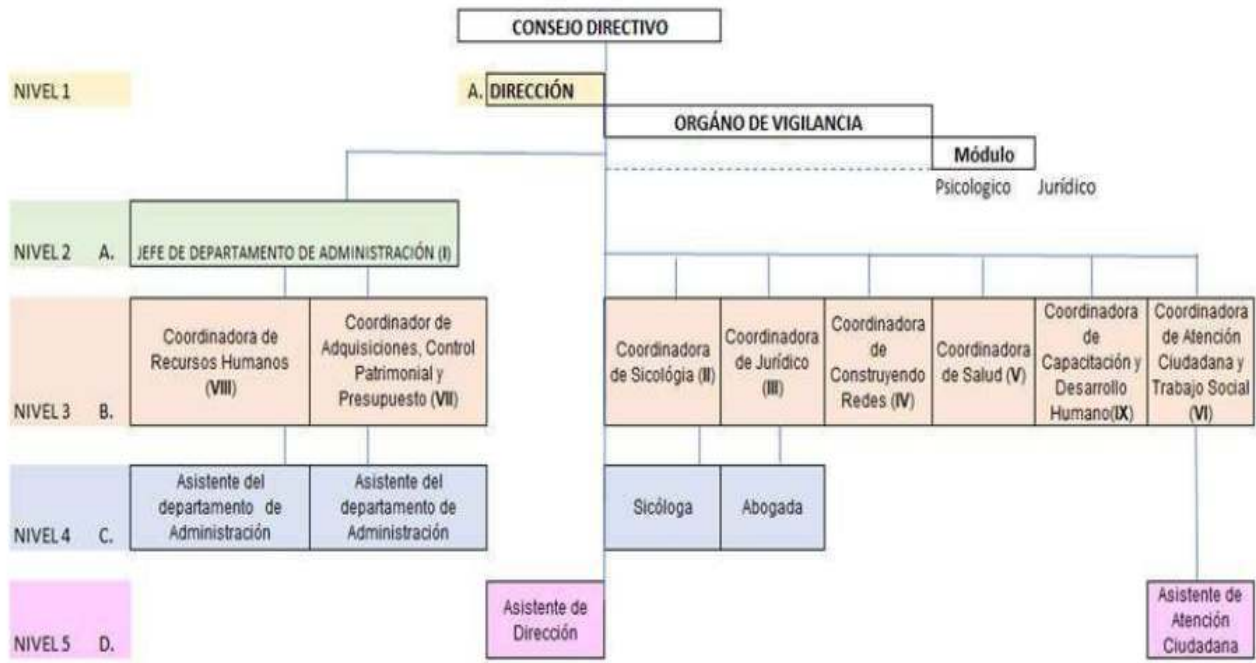 CONSEJO DIRECTIVO
NIVEL 1
A. DIRECCIÓN
ORGÁNO DE VIGILANCIA
Módulo
Psicologico Jurídico
NIVEL 2 A.
JEFE DE DEPARTAMENTO DE ADMINISTRACIÓN (I)
NIVEL 3 B.
Coordinadora de
Recursos Humanos
(VIII)
Coordinador de
Adquisiciones, Control
Patrimonial y
Presupuesto (VII)
Coordinadora
de Sicológia (II)
Coordinadora
de Jurídico
(III)
Coordinadora
de
Construyendo
Redes (IV)
Coordinadora
de Salud (V)
Coordinadora
de
Capacitación y
Desarrollo
Humano(IX)
Coordinadora
de Atención
Ciudadana y
Trabajo Social
(VI)
NIVEL 4 C.
Asistente del
departamento de
Administración
Asistente del
departamento de
Administración
Sicóloga
Abogada
NIVEL 5 D.
Asistente de
Dirección
Asistente de
Atención
Ciudadana